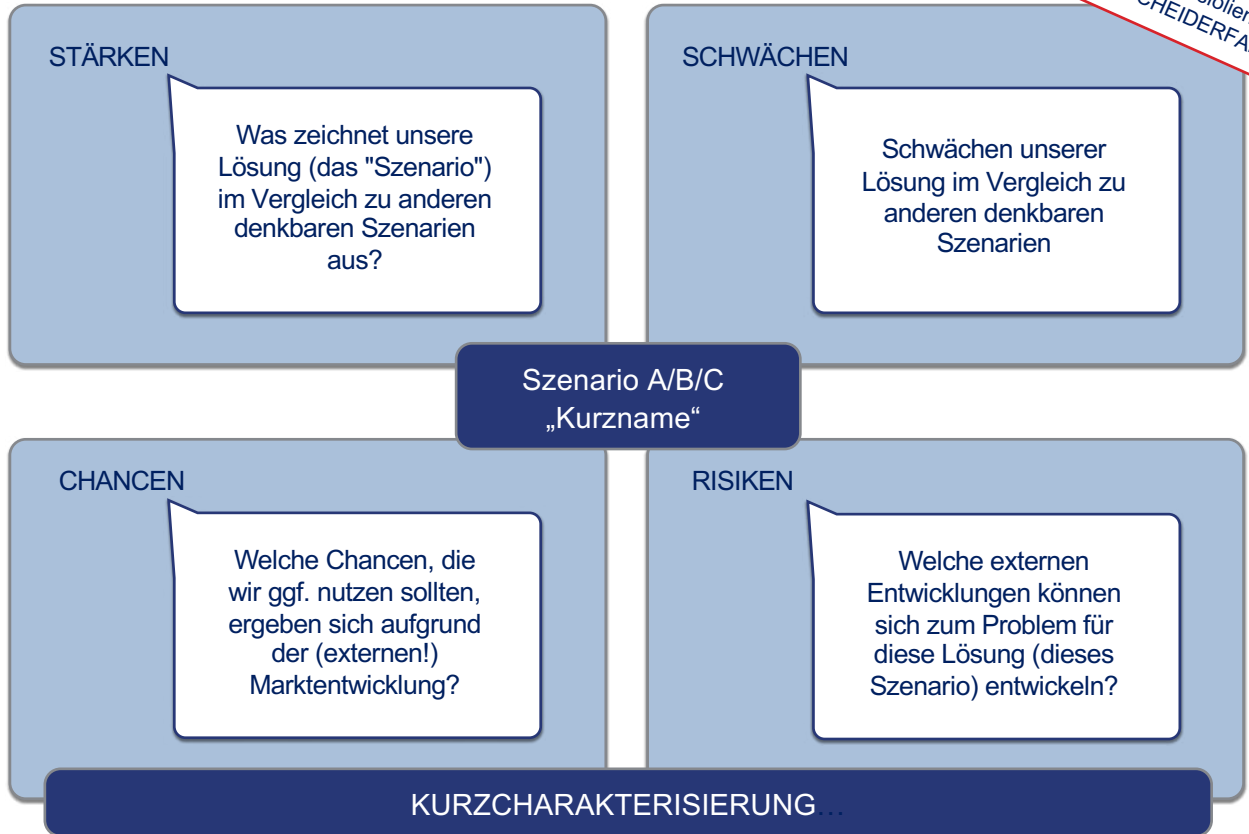 STÄRKEN
Was zeichnet unsere
Lösung (das "Szenario")
im Vergleich zu anderen
denkbaren Szenarien
aus?
SCHWÄCHEN
Schwächen unserer
Lösung im Vergleich zu
anderen denkbaren
Szenarien
Szenario A/B/C
„Kurzname“
CHANCEN
Welche Chancen, die
wir ggf. nutzen sollten,
ergeben sich aufgrund
der (externen!)
Marktentwicklung?
RISIKEN
Welche externen
Entwicklungen können
sich zum Problem für
diese Lösung (dieses
Szenario) entwickeln?
KURZCHARAKTERISIERUNG…